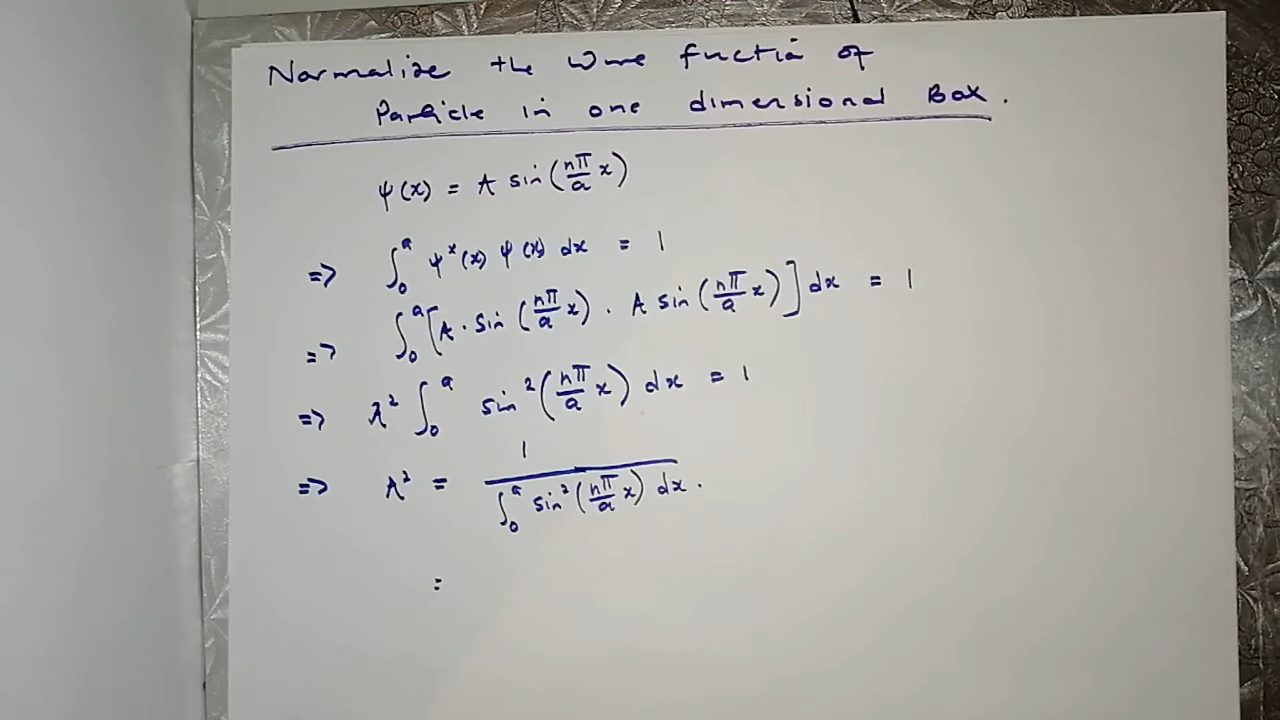 Normalize the Wave functia of
Particle in one dimensional Box.
ψ(x) = A sin(nπ/a x)
=> ∫₀ᵃ ψ*(x) ψ(x) dx = 1
=> ∫₀ᵃ [A · sin(nπ/a x) · A sin(nπ/a x)] dx = 1
=> A² ∫₀ᵃ sin²(nπ/a x) dx = 1
=> A² = 1 / ∫₀ᵃ sin²(nπ/a x) dx.
=